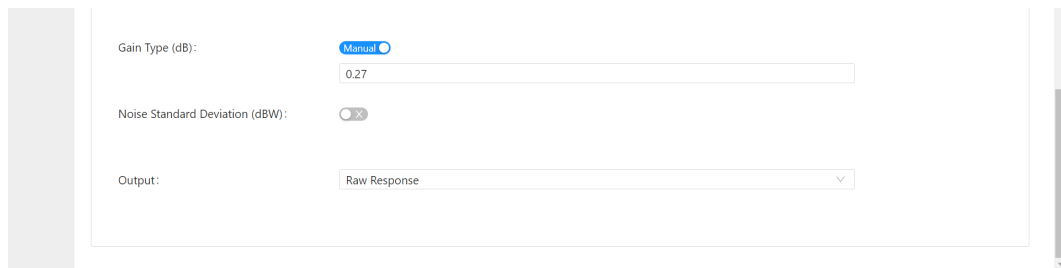 Gain Type (dB):
Manual
0.27
Noise Standard Deviation (dBW):
X
Output:
Raw Response